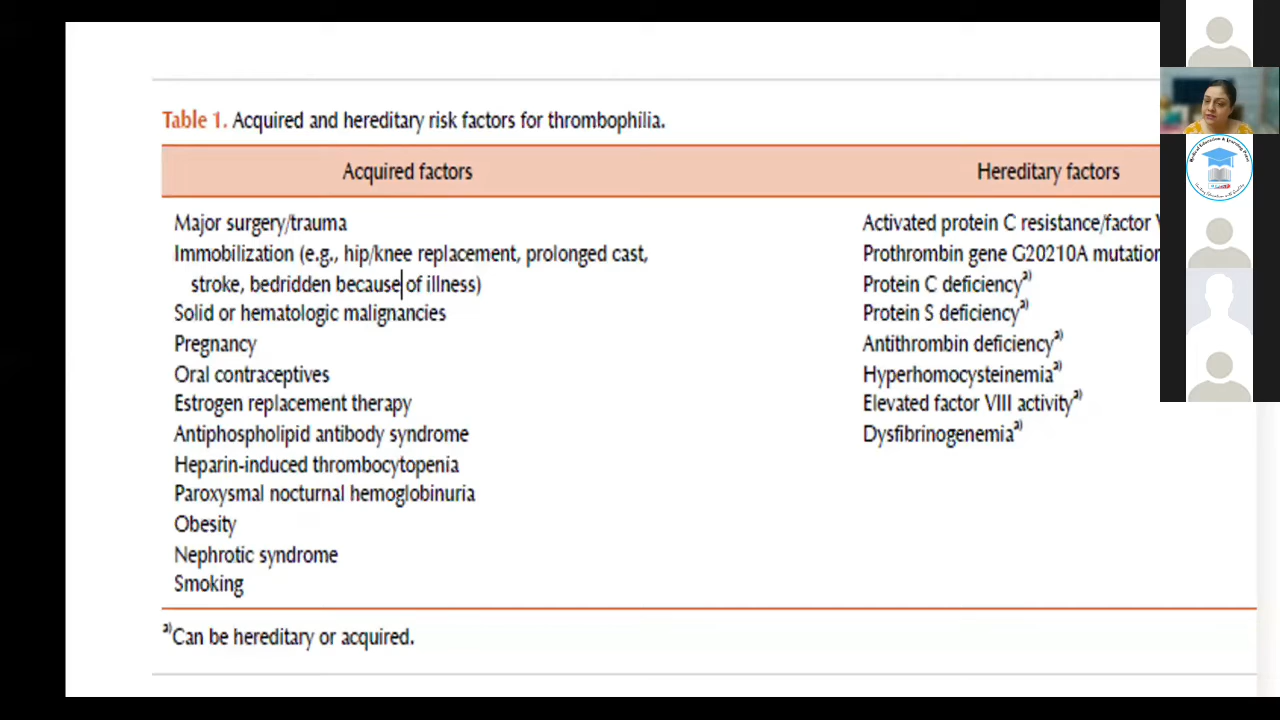 Table 1. Acquired and hereditary risk factors for thrombophilia.
Acquired factors
Hereditary factors
Major surgery/trauma
Immobilization (e.g., hip/knee replacement, prolonged cast,
stroke, bedridden because of illness)
Solid or hematologic malignancies
Pregnancy
Oral contraceptives
Estrogen replacement therapy
Antiphospholipid antibody syndrome
Heparin-induced thrombocytopenia
Paroxysmal nocturnal hemoglobinuria
Obesity
Nephrotic syndrome
Smoking
Activated protein C resistance/factor
Prothrombin gene G20210A mutation
Protein C deficiency a)
Protein S deficiency a)
Antithrombin deficiency a)
Hyperhomocysteinemia a)
Elevated factor VIII activity a)
Dysfibrinogenemia a)
a) Can be hereditary or acquired.